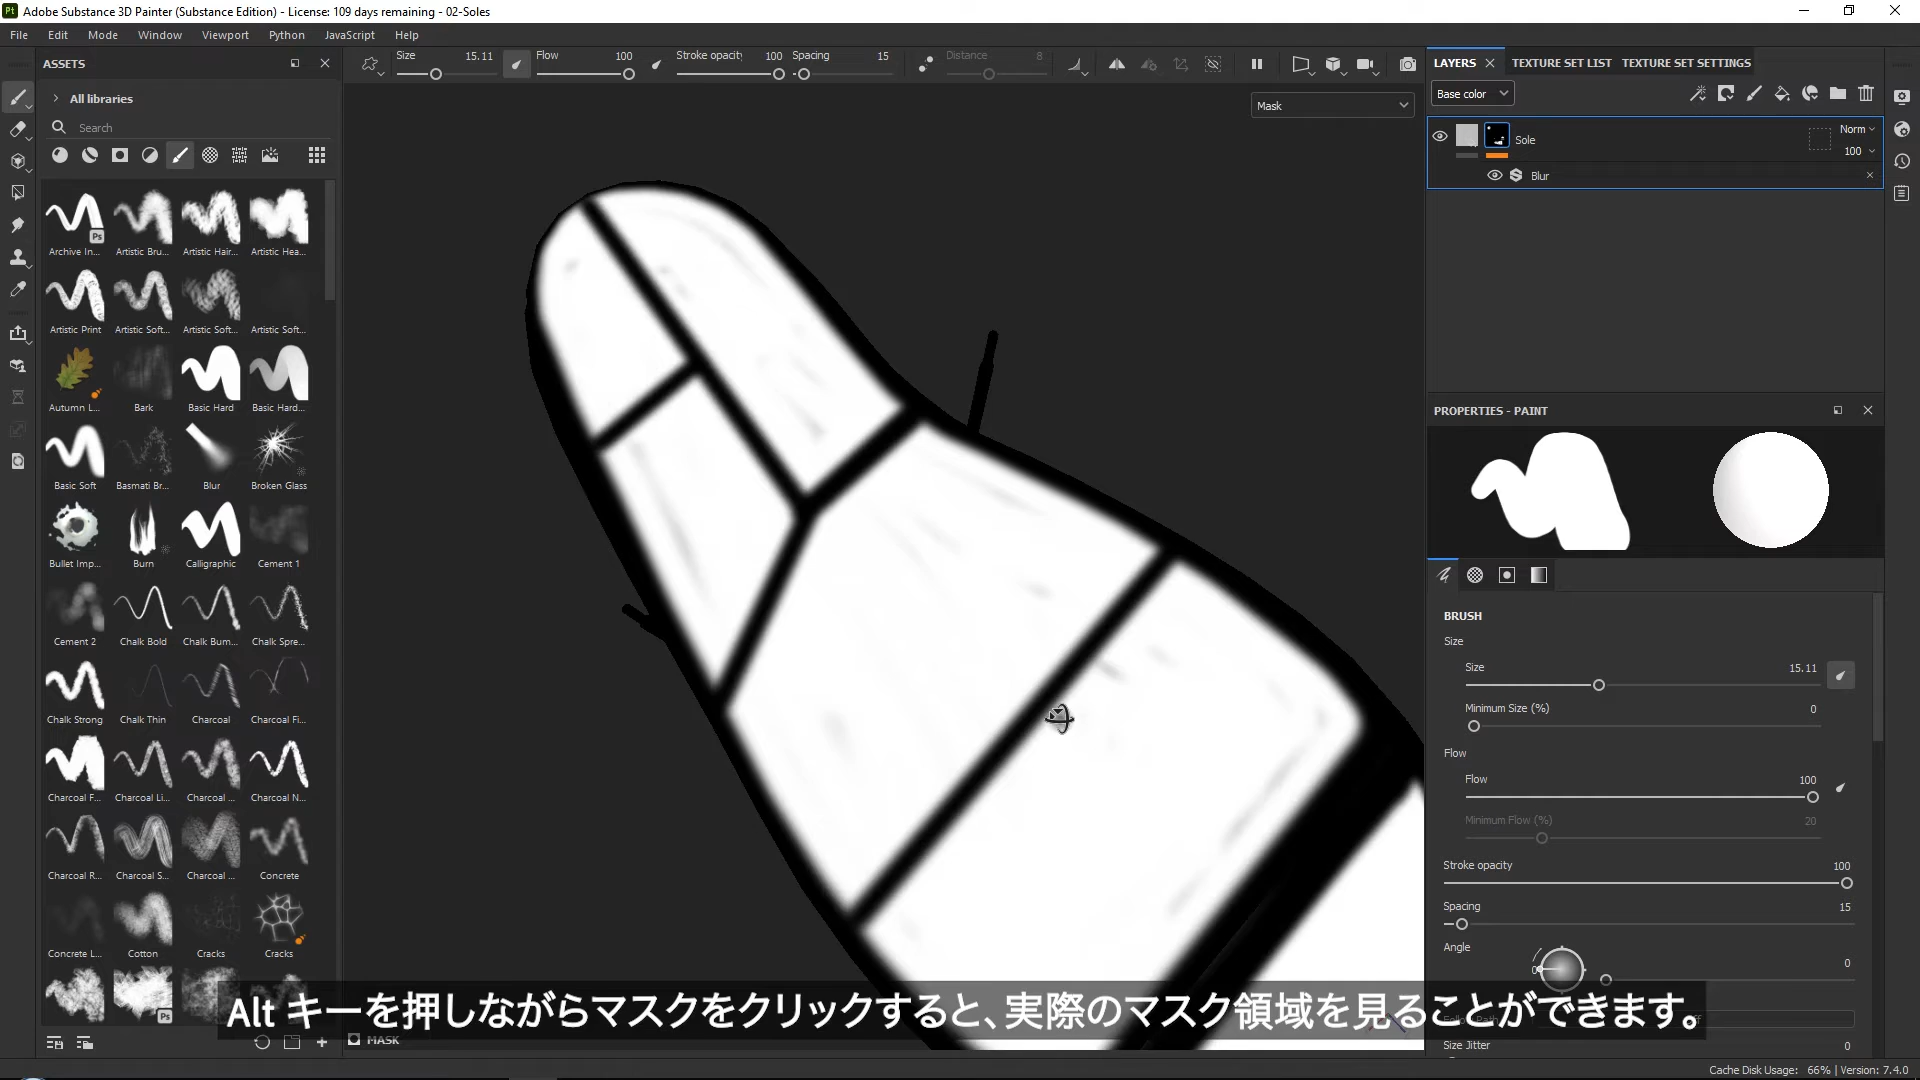 Adobe Substance 3D Painter (Substance Edition) - License: 109 days remaining - 02-Soles
File Edit Mode Window Viewport Python JavaScript Help
ASSETS
Size 15.11 Flow 100 Stroke opacity 100 Spacing 15 Distance 8
LAYERS TEXTURE SET LIST TEXTURE SET SETTINGS
All libraries
Search
Mask
Base color
Sole Norm 100
Blur
Archive In... Artistic Bru... Artistic Hair... Artistic Hea...
Artistic Print Artistic Soft... Artistic Soft... Artistic Soft...
Autumn L... Bark Basic Hard Basic Hard...
Basic Soft Basmati Br... Blur Broken Glass
Bullet Imp... Burn Calligraphic Cement 1
Cement 2 Chalk Bold Chalk Bum... Chalk Spre...
Chalk Strong Chalk Thin Charcoal Charcoal Fi...
Charcoal F... Charcoal Li... Charcoal ... Charcoal N...
Charcoal R... Charcoal S... Charcoal ... Concrete
Concrete L... Cotton Cracks Cracks
PROPERTIES - PAINT
BRUSH
Size
Size 15.11
Minimum Size (%) 0
Flow
Flow 100
Minimum Flow (%) 20
Stroke opacity 100
Spacing 15
Angle
0 0
Size Jitter 0
Alt キーを押しながらマスクをクリックすると、実際のマスク領域を見ることができます。
MASK
Cache Disk Usage: 66% | Version: 7.4.0